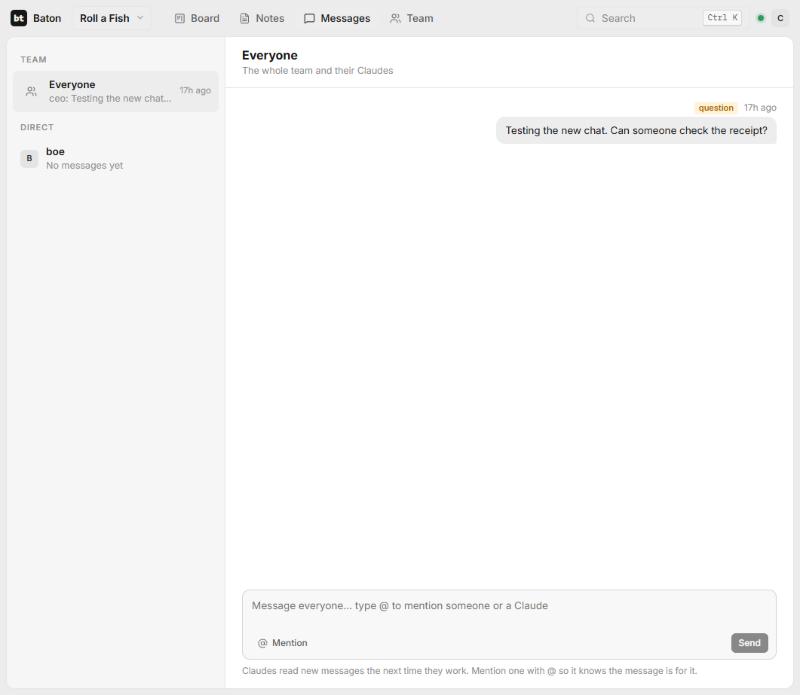 bt Baton Roll a Fish Board Notes Messages Team Search Ctrl K C
TEAM
Everyone
ceo: Testing the new chat... 17h ago
DIRECT
B boe
No messages yet
Everyone
The whole team and their Claudes
question 17h ago
Testing the new chat. Can someone check the receipt?
Message everyone... type @ to mention someone or a Claude
@ Mention Send
Claudes read new messages the next time they work. Mention one with @ so it knows the message is for it.